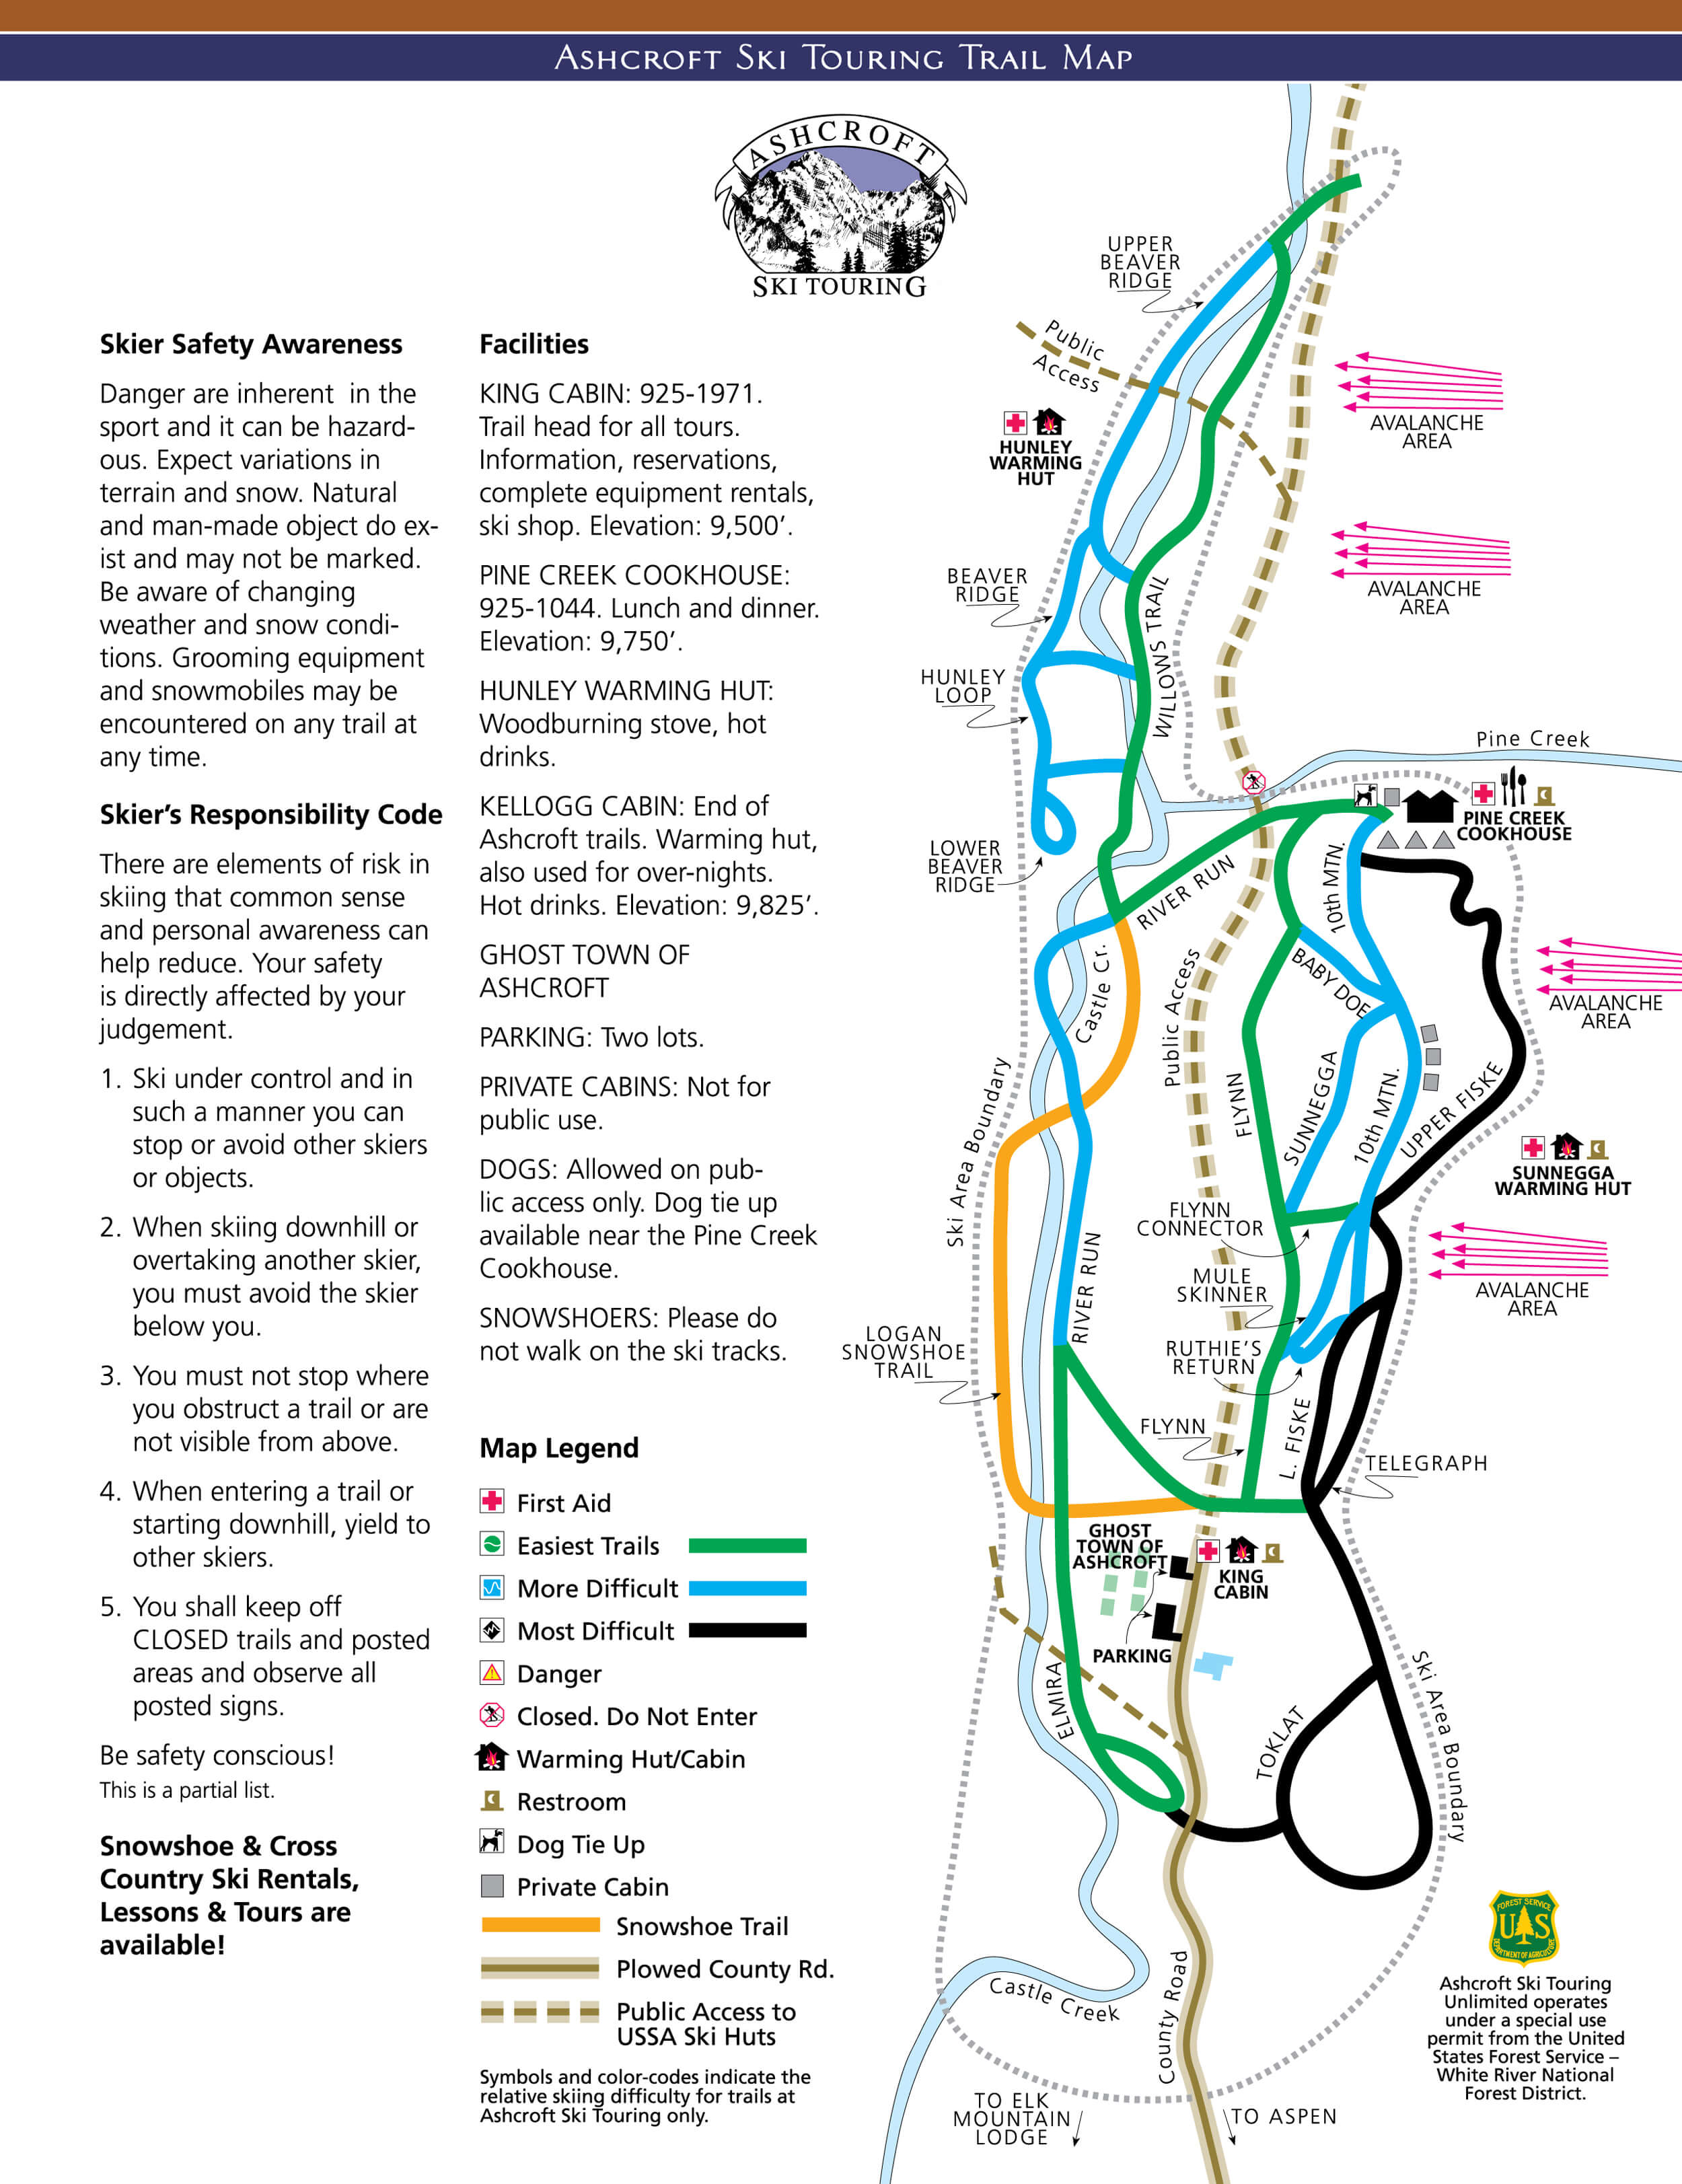 ASHCROFT SKI TOURING TRAIL MAP
ASHCROFT
SKI TOURING
Skier Safety Awareness
Danger are inherent in the
sport and it can be hazard-
ous. Expect variations in
terrain and snow. Natural
and man-made object do ex-
ist and may not be marked.
Be aware of changing
weather and snow condi-
tions. Grooming equipment
and snowmobiles may be
encountered on any trail at
any time.
Skier's Responsibility Code
There are elements of risk in
skiing that common sense
and personal awareness can
help reduce. Your safety
is directly affected by your
judgement.
1. Ski under control and in
such a manner you can
stop or avoid other skiers
or objects.
2. When skiing downhill or
overtaking another skier,
you must avoid the skier
below you.
3. You must not stop where
you obstruct a trail or are
not visible from above.
4. When entering a trail or
starting downhill, yield to
other skiers.
5. You shall keep off
CLOSED trails and posted
areas and observe all
posted signs.
Be safety conscious!
This is a partial list.
Snowshoe & Cross
Country Ski Rentals,
Lessons & Tours are
available!
Facilities
KING CABIN: 925-1971.
Trail head for all tours.
Information, reservations,
complete equipment rentals,
ski shop. Elevation: 9,500'.
PINE CREEK COOKHOUSE:
925-1044. Lunch and dinner.
Elevation: 9,750'.
HUNLEY WARMING HUT:
Woodburning stove, hot
drinks.
KELLOGG CABIN: End of
Ashcroft trails. Warming hut,
also used for over-nights.
Hot drinks. Elevation: 9,825'.
GHOST TOWN OF
ASHCROFT
PARKING: Two lots.
PRIVATE CABINS: Not for
public use.
DOGS: Allowed on pub-
lic access only. Dog tie up
available near the Pine Creek
Cookhouse.
SNOWSHOERS: Please do
not walk on the ski tracks.
Map Legend
First Aid
Easiest Trails
More Difficult
Most Difficult
Danger
Closed. Do Not Enter
Warming Hut/Cabin
Restroom
Dog Tie Up
Private Cabin
Snowshoe Trail
Plowed County Rd.
Public Access to
USSA Ski Huts
Symbols and color-codes indicate the
relative skiing difficulty for trails at
Ashcroft Ski Touring only.
UPPER
BEAVER
RIDGE
Public
Access
HUNLEY
WARMING
HUT
AVALANCHE
AREA
AVALANCHE
AREA
BEAVER
RIDGE
WILLOWS TRAIL
HUNLEY
LOOP
Pine Creek
PINE CREEK
COOKHOUSE
LOWER
BEAVER
RIDGE
RIVER RUN
10th MTN.
BABY DOE
Castle Cr.
Public Access
AVALANCHE
AREA
Ski Area Boundary
FLYNN
SUNNEGGA
10th MTN.
UPPER FISKE
SUNNEGGA
WARMING HUT
FLYNN
CONNECTOR
RIVER RUN
MULE
SKINNER
AVALANCHE
AREA
LOGAN
SNOWSHOE
TRAIL
RUTHIE'S
RETURN
FLYNN
L. FISKE
TELEGRAPH
GHOST
TOWN OF
ASHCROFT
KING
CABIN
PARKING
ELMIRA
TOKLAT
Ski Area Boundary
Castle Creek
County Road
TO ELK
MOUNTAIN
LODGE
TO ASPEN
FOREST SERVICE
US
DEPARTMENT OF AGRICULTURE
Ashcroft Ski Touring
Unlimited operates
under a special use
permit from the United
States Forest Service –
White River National
Forest District.